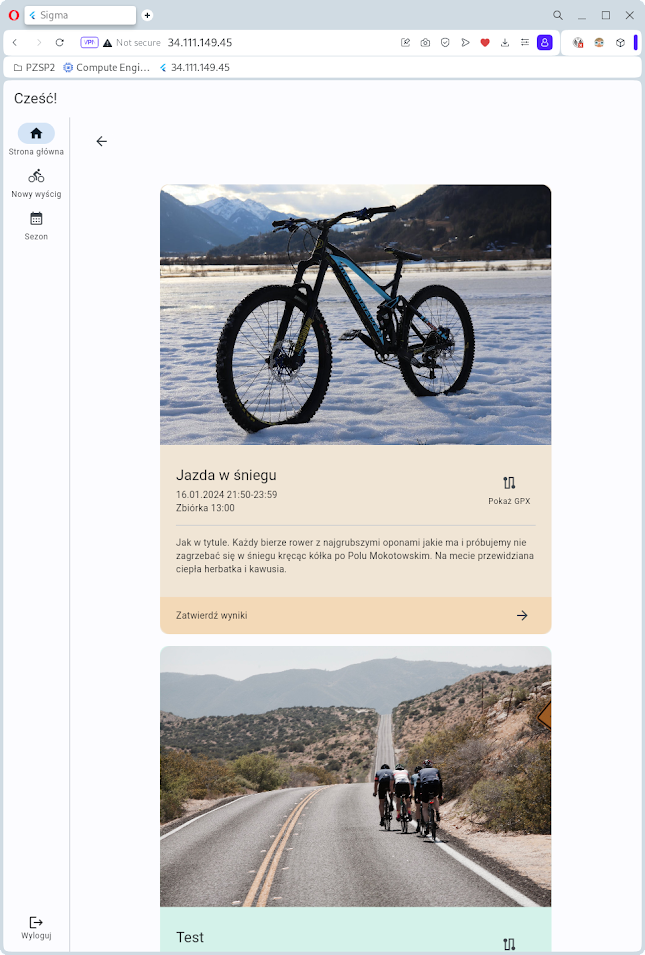 Sigma
VPN
Not secure
34.111.149.45
PZSP2
Compute Engi...
34.111.149.45
Cześć!
Strona główna
Nowy wyścig
Sezon
Jazda w śniegu
16.01.2024 21:50-23:59
Zbiórka 13:00
Pokaż GPX
Jak w tytule. Każdy bierze rower z najgrubszymi oponami jakie ma i próbujemy nie
zagrzebać się w śniegu kręcąc kółka po Polu Mokotowskim. Na mecie przewidziana
ciepła herbatka i kawusia.
Zatwierdź wyniki
Test
Wyloguj